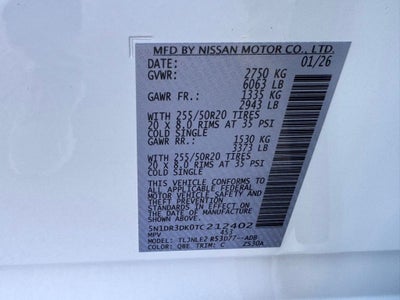 MFD BY NISSAN MOTOR CO., LTD.
DATE: 01/26
GVWR: 2750 KG
6063 LB
GAWR FR.: 1335 KG
2943 LB
WITH 255/50R20 TIRES
20 x 8.0 RIMS AT 35 PSI
COLD SINGLE
GAWR RR.: 1530 KG
3373 LB
WITH 255/50R20 TIRES
20 x 8.0 RIMS AT 35 PSI
COLD SINGLE
THIS VEHICLE CONFORMS TO ALL
APPLICABLE FEDERAL MOTOR
VEHICLE SAFETY AND
THEFT PREVENTION STANDARDS
IN EFFECT ON THE DATE OF
MANUFACTURE
SHOWN ABOVE.
5N1DR3DK0TC212402
MPV 453
COLOR: QBE TRIM: C